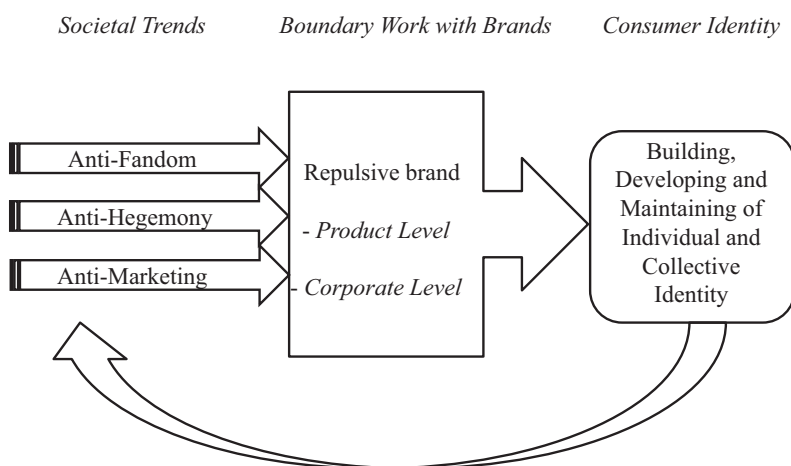 Societal Trends
Boundary Work with Brands
Consumer Identity
Anti-Fandom
Anti-Hegemony
Anti-Marketing
Repulsive brand
- Product Level
- Corporate Level
Building,
Developing and
Maintaining of
Individual and
Collective
Identity